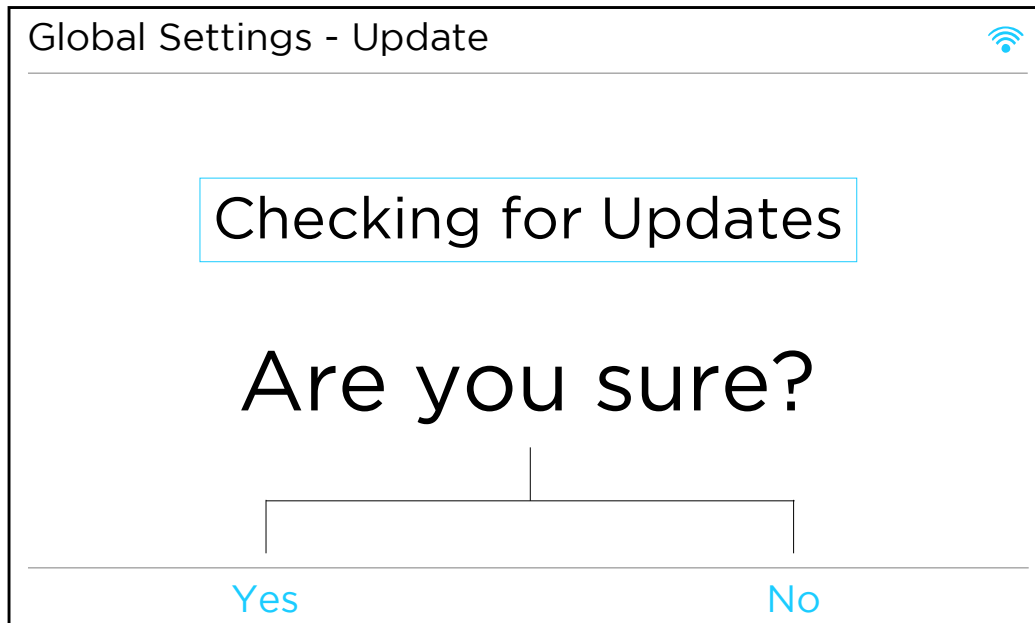 Global Settings - Update
Checking for Updates
Are you sure?
Yes
No